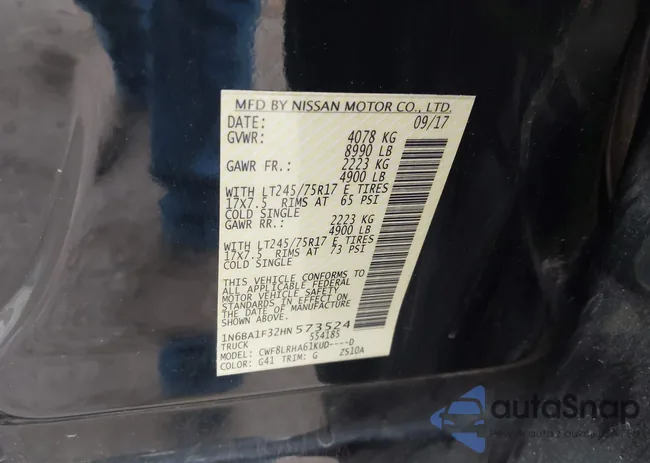 MFD BY NISSAN MOTOR CO., LTD.
DATE: 09/17
GVWR: 4078 KG
8990 LB
GAWR FR.: 2223 KG
4900 LB
WITH LT245/75R17 E TIRES
17X7.5 RIMS AT 65 PSI
COLD SINGLE
GAWR RR.: 2223 KG
4900 LB
WITH LT245/75R17 E TIRES
17X7.5 RIMS AT 73 PSI
COLD SINGLE
THIS VEHICLE CONFORMS TO
ALL APPLICABLE FEDERAL
MOTOR VEHICLE SAFETY
STANDARDS IN EFFECT ON
THE DATE OF MANUFACTURE
SHOWN ABOVE.
1N6BA1F32HN573524
TRUCK 554185
MODEL: CWF8LRHA61KUD----D
COLOR: G41 TRIM: G ZS10A
autoSnap